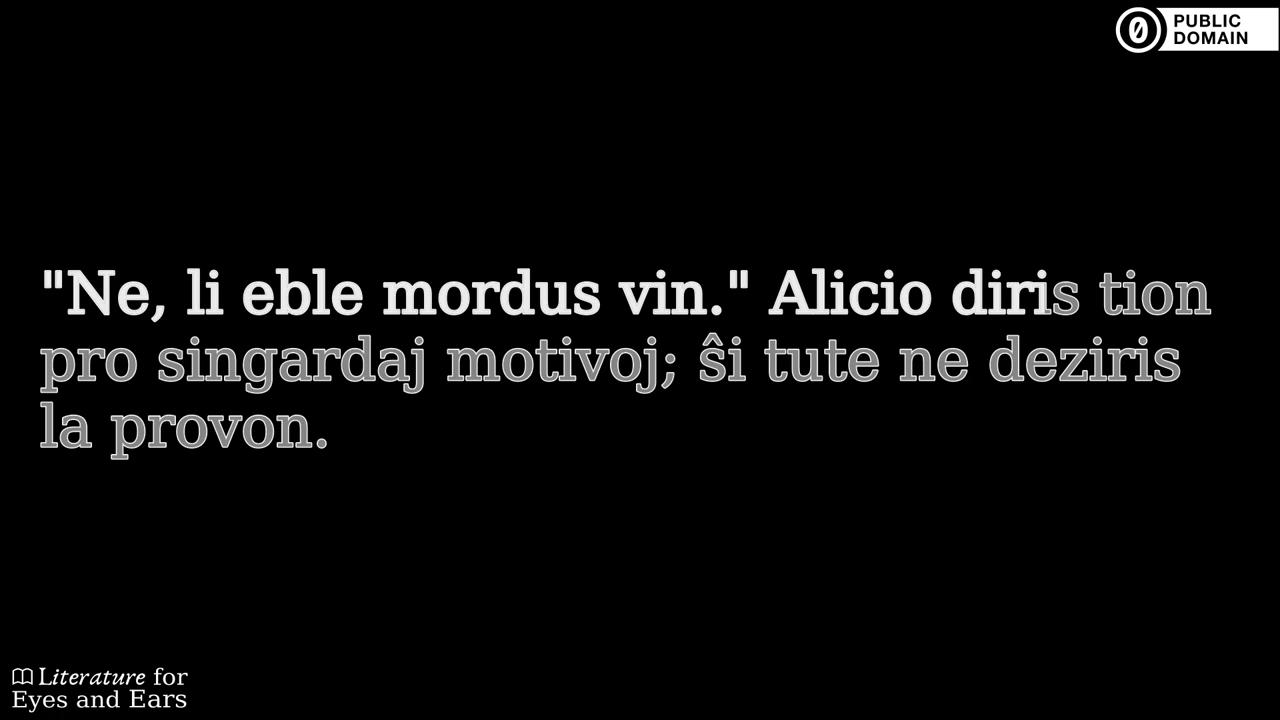 PUBLIC
DOMAIN
"Ne, li eble mordus vin." Alicio diris tion
pro singardaj motivoj; ŝi tute ne deziris
la provon.
Literature for
Eyes and Ears